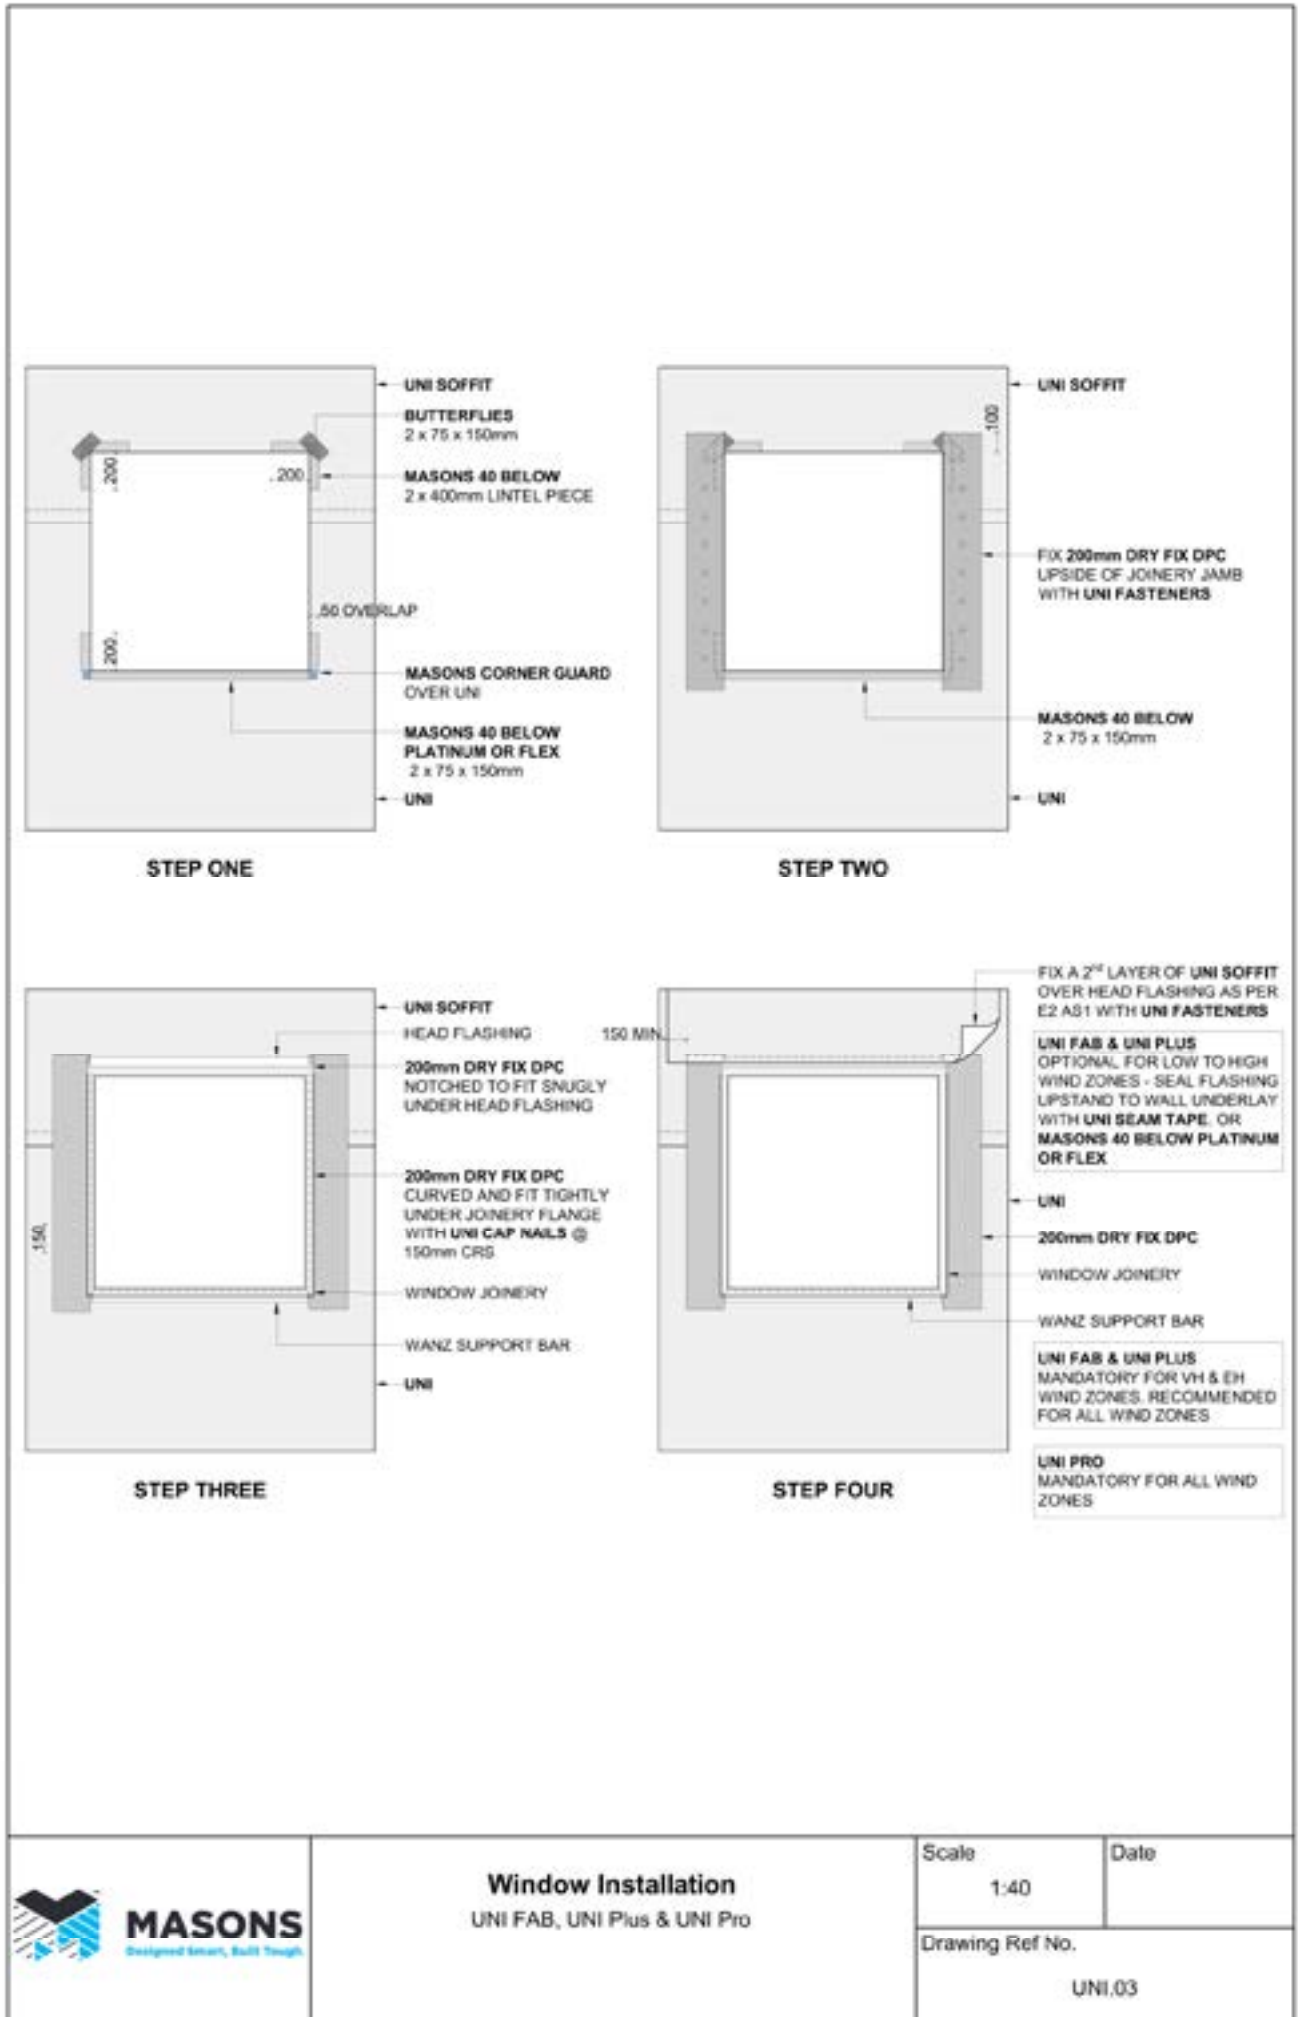 UNI SOFFIT
BUTTERFLIES
2 x 75 x 150mm
200
200
MASONS 40 BELOW
2 x 400mm LINTEL PIECE
50 OVERLAP
200
MASONS CORNER GUARD
OVER UNI
MASONS 40 BELOW
PLATINUM OR FLEX
2 x 75 x 150mm
UNI
STEP ONE
UNI SOFFIT
100
FIX 200mm DRY FIX DPC
UPSIDE OF JOINERY JAMB
WITH UNI FASTENERS
MASONS 40 BELOW
2 x 75 x 150mm
UNI
STEP TWO
UNI SOFFIT
HEAD FLASHING
200mm DRY FIX DPC
NOTCHED TO FIT SNUGLY
UNDER HEAD FLASHING
200mm DRY FIX DPC
CURVED AND FIT TIGHTLY
UNDER JOINERY FLANGE
WITH UNI CAP NAILS @
150mm CRS
150
WINDOW JOINERY
WANZ SUPPORT BAR
UNI
STEP THREE
FIX A 2nd LAYER OF UNI SOFFIT
OVER HEAD FLASHING AS PER
E2 AS1 WITH UNI FASTENERS
150 MIN
UNI FAB & UNI PLUS
OPTIONAL FOR LOW TO HIGH
WIND ZONES - SEAL FLASHING
UPSTAND TO WALL UNDERLAY
WITH UNI SEAM TAPE, OR
MASONS 40 BELOW PLATINUM
OR FLEX
UNI
200mm DRY FIX DPC
WINDOW JOINERY
WANZ SUPPORT BAR
UNI FAB & UNI PLUS
MANDATORY FOR VH & EH
WIND ZONES. RECOMMENDED
FOR ALL WIND ZONES
UNI PRO
MANDATORY FOR ALL WIND
ZONES
STEP FOUR
MASONS
Designed Smart, Built Tough
Window Installation
UNI FAB, UNI Plus & UNI Pro
Scale
1:40
Date
Drawing Ref No.
UNI.03